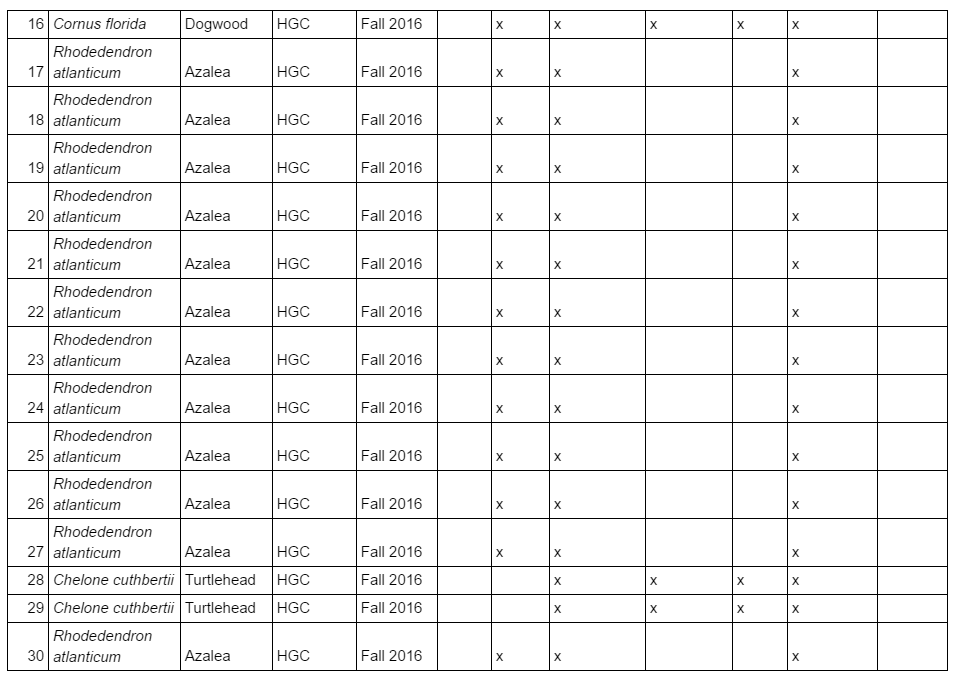 16 Cornus florida Dogwood HGC Fall 2016 x x x x x
Rhodedendron
17 atlanticum Azalea HGC Fall 2016 x x x
Rhodedendron
18 atlanticum Azalea HGC Fall 2016 x x x
Rhodedendron
19 atlanticum Azalea HGC Fall 2016 x x x
Rhodedendron
20 atlanticum Azalea HGC Fall 2016 x x x
Rhodedendron
21 atlanticum Azalea HGC Fall 2016 x x x
Rhodedendron
22 atlanticum Azalea HGC Fall 2016 x x x
Rhodedendron
23 atlanticum Azalea HGC Fall 2016 x x x
Rhodedendron
24 atlanticum Azalea HGC Fall 2016 x x x
Rhodedendron
25 atlanticum Azalea HGC Fall 2016 x x x
Rhodedendron
26 atlanticum Azalea HGC Fall 2016 x x x
Rhodedendron
27 atlanticum Azalea HGC Fall 2016 x x x
28 Chelone cuthbertii Turtlehead HGC Fall 2016 x x x x
29 Chelone cuthbertii Turtlehead HGC Fall 2016 x x x x
Rhodedendron
30 atlanticum Azalea HGC Fall 2016 x x x